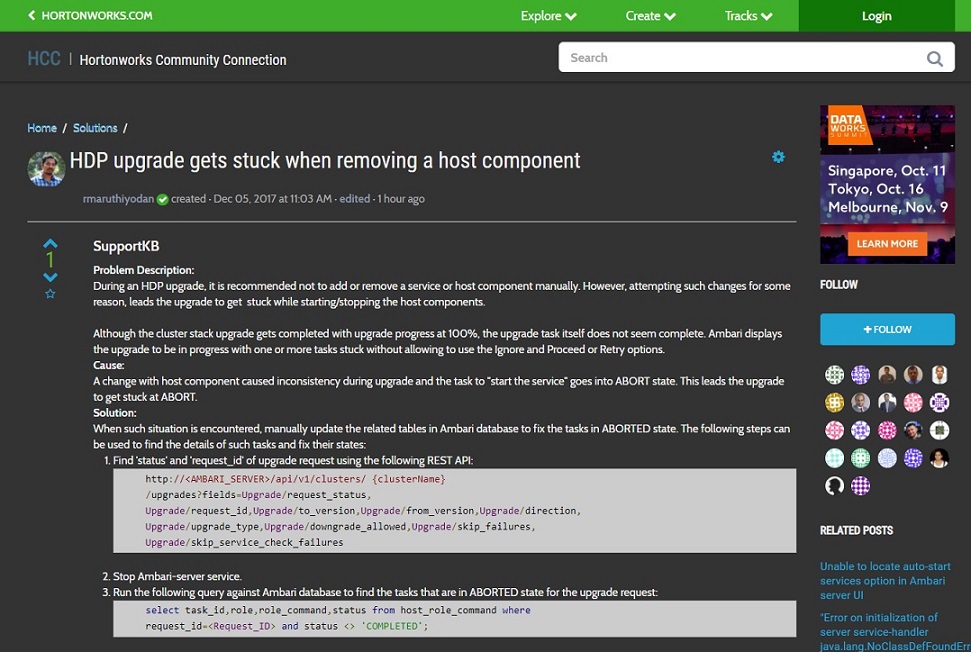 HORTONWORKS.COM
Explore
Create
Tracks
Login
HCC | Hortonworks Community Connection
Search
Home / Solutions /
HDP upgrade gets stuck when removing a host component
rmaruthiyodan created · Dec 05, 2017 at 11:03 AM · edited · 1 hour ago
1
SupportKB
Problem Description:
During an HDP upgrade, it is recommended not to add or remove a service or host component manually. However, attempting such changes for some
reason, leads the upgrade to get stuck while starting/stopping the host components.
Although the cluster stack upgrade gets completed with upgrade progress at 100%, the upgrade task itself does not seem complete. Ambari displays
the upgrade to be in progress with one or more tasks stuck without allowing to use the Ignore and Proceed or Retry options.
Cause:
A change with host component caused inconsistency during upgrade and the task to "start the service" goes into ABORT state. This leads the upgrade
to get stuck at ABORT.
Solution:
When such situation is encountered, manually update the related tables in Ambari database to fix the tasks in ABORTED state. The following steps can
be used to find the details of such tasks and fix their states:
1. Find 'status' and 'request_id' of upgrade request using the following REST API:
http://<AMBARI_SERVER>/api/v1/clusters/ {clusterName}
/upgrades?fields=Upgrade/request_status,
Upgrade/request_id,Upgrade/to_version,Upgrade/from_version,Upgrade/direction,
Upgrade/upgrade_type,Upgrade/downgrade_allowed,Upgrade/skip_failures,
Upgrade/skip_service_check_failures
2. Stop Ambari-server service.
3. Run the following query against Ambari database to find the tasks that are in ABORTED state for the upgrade request:
select task_id,role,role_command,status from host_role_command where
request_id=<Request_ID> and status <> 'COMPLETED';
DATA
WORKS
SUMMIT
Singapore, Oct. 11
Tokyo, Oct. 16
Melbourne, Nov. 9
LEARN MORE
FOLLOW
+ FOLLOW
RELATED POSTS
Unable to locate auto-start
services option in Ambari
server UI
"Error on initialization of
server service-handler
java.lang.NoClassDefFoundErr